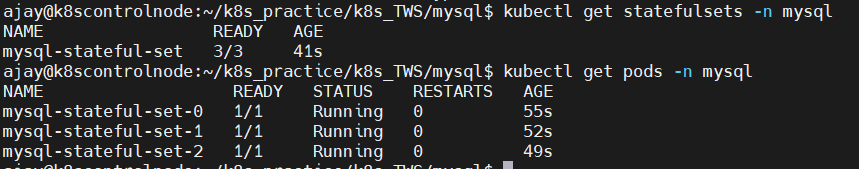 ajay@k8scontrolnode:~/k8s_practice/k8s_TWS/mysql$ kubectl get statefulsets -n mysql
NAME                 READY   AGE
mysql-stateful-set   3/3     41s
ajay@k8scontrolnode:~/k8s_practice/k8s_TWS/mysql$ kubectl get pods -n mysql
NAME                   READY   STATUS    RESTARTS   AGE
mysql-stateful-set-0   1/1     Running   0          55s
mysql-stateful-set-1   1/1     Running   0          52s
mysql-stateful-set-2   1/1     Running   0          49s
ajay@k8scontrolnode:~/k8s_practice/k8s_TWS/mysql$